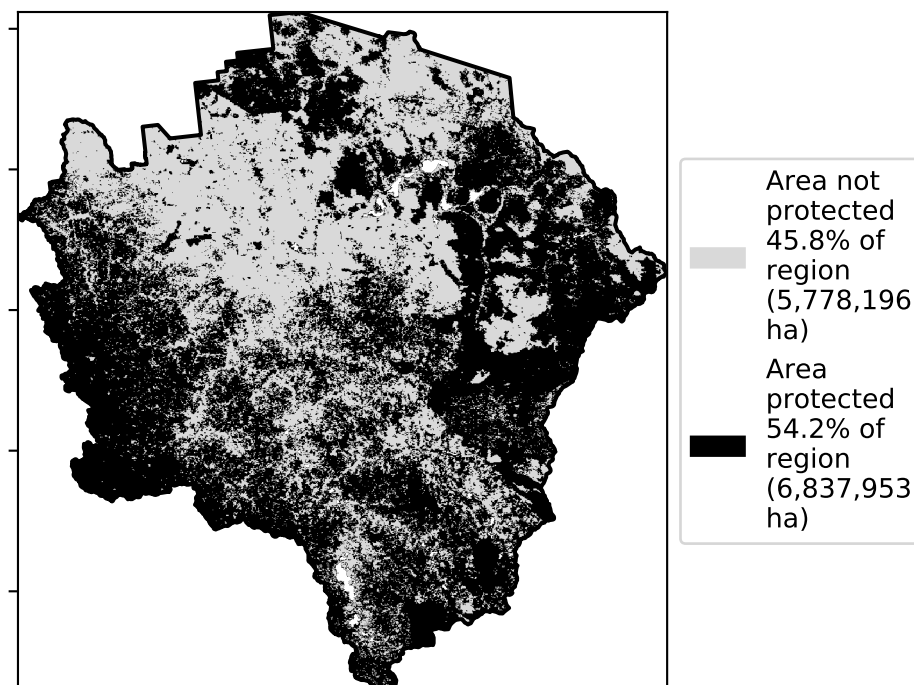 Area not
protected
45.8% of
region
(5,778,196
ha)
Area
protected
54.2% of
region
(6,837,953
ha)